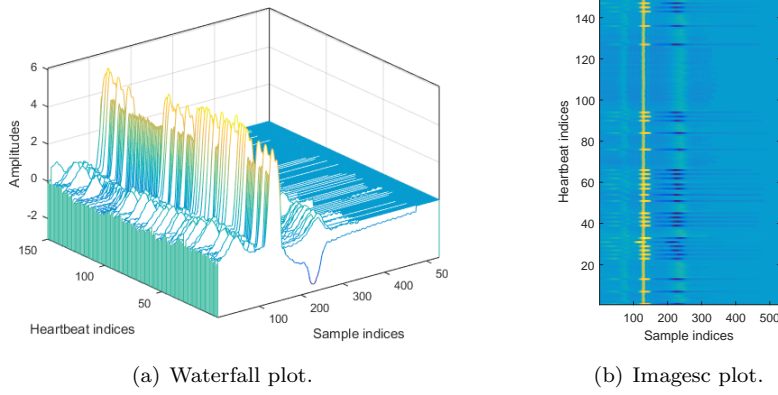 6
4
2
0
-2
Amplitudes
150
100
50
Heartbeat indices
100
200
300
400
50
Sample indices
(a) Waterfall plot.
140
120
100
80
60
40
20
Heartbeat indices
100 200 300 400 50
Sample indices
(b) Imagesc plot.